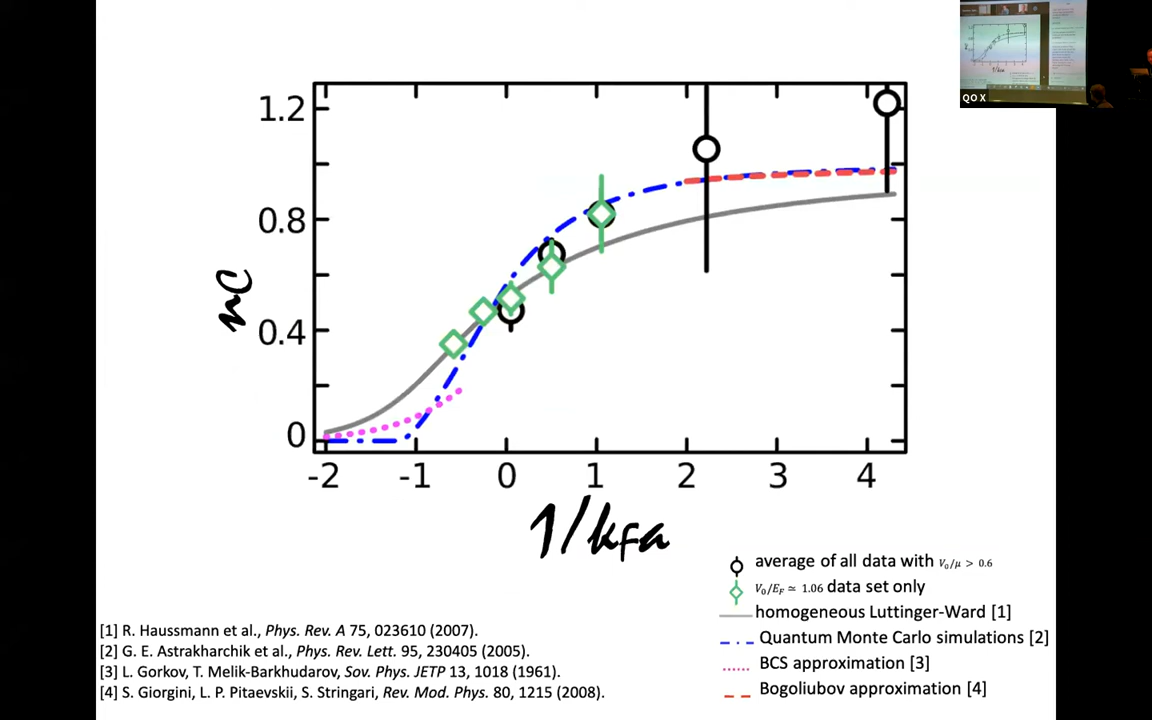 1.2
0.8
0.4
0
-2 -1 0 1 2 3 4
nC
1/kFa
QO X
average of all data with V₀/μ > 0.6
V₀/E_F ≃ 1.06 data set only
homogeneous Luttinger-Ward [1]
Quantum Monte Carlo simulations [2]
BCS approximation [3]
Bogoliubov approximation [4]
[1] R. Haussmann et al., Phys. Rev. A 75, 023610 (2007).
[2] G. E. Astrakharchik et al., Phys. Rev. Lett. 95, 230405 (2005).
[3] L. Gorkov, T. Melik-Barkhudarov, Sov. Phys. JETP 13, 1018 (1961).
[4] S. Giorgini, L. P. Pitaevskii, S. Stringari, Rev. Mod. Phys. 80, 1215 (2008).